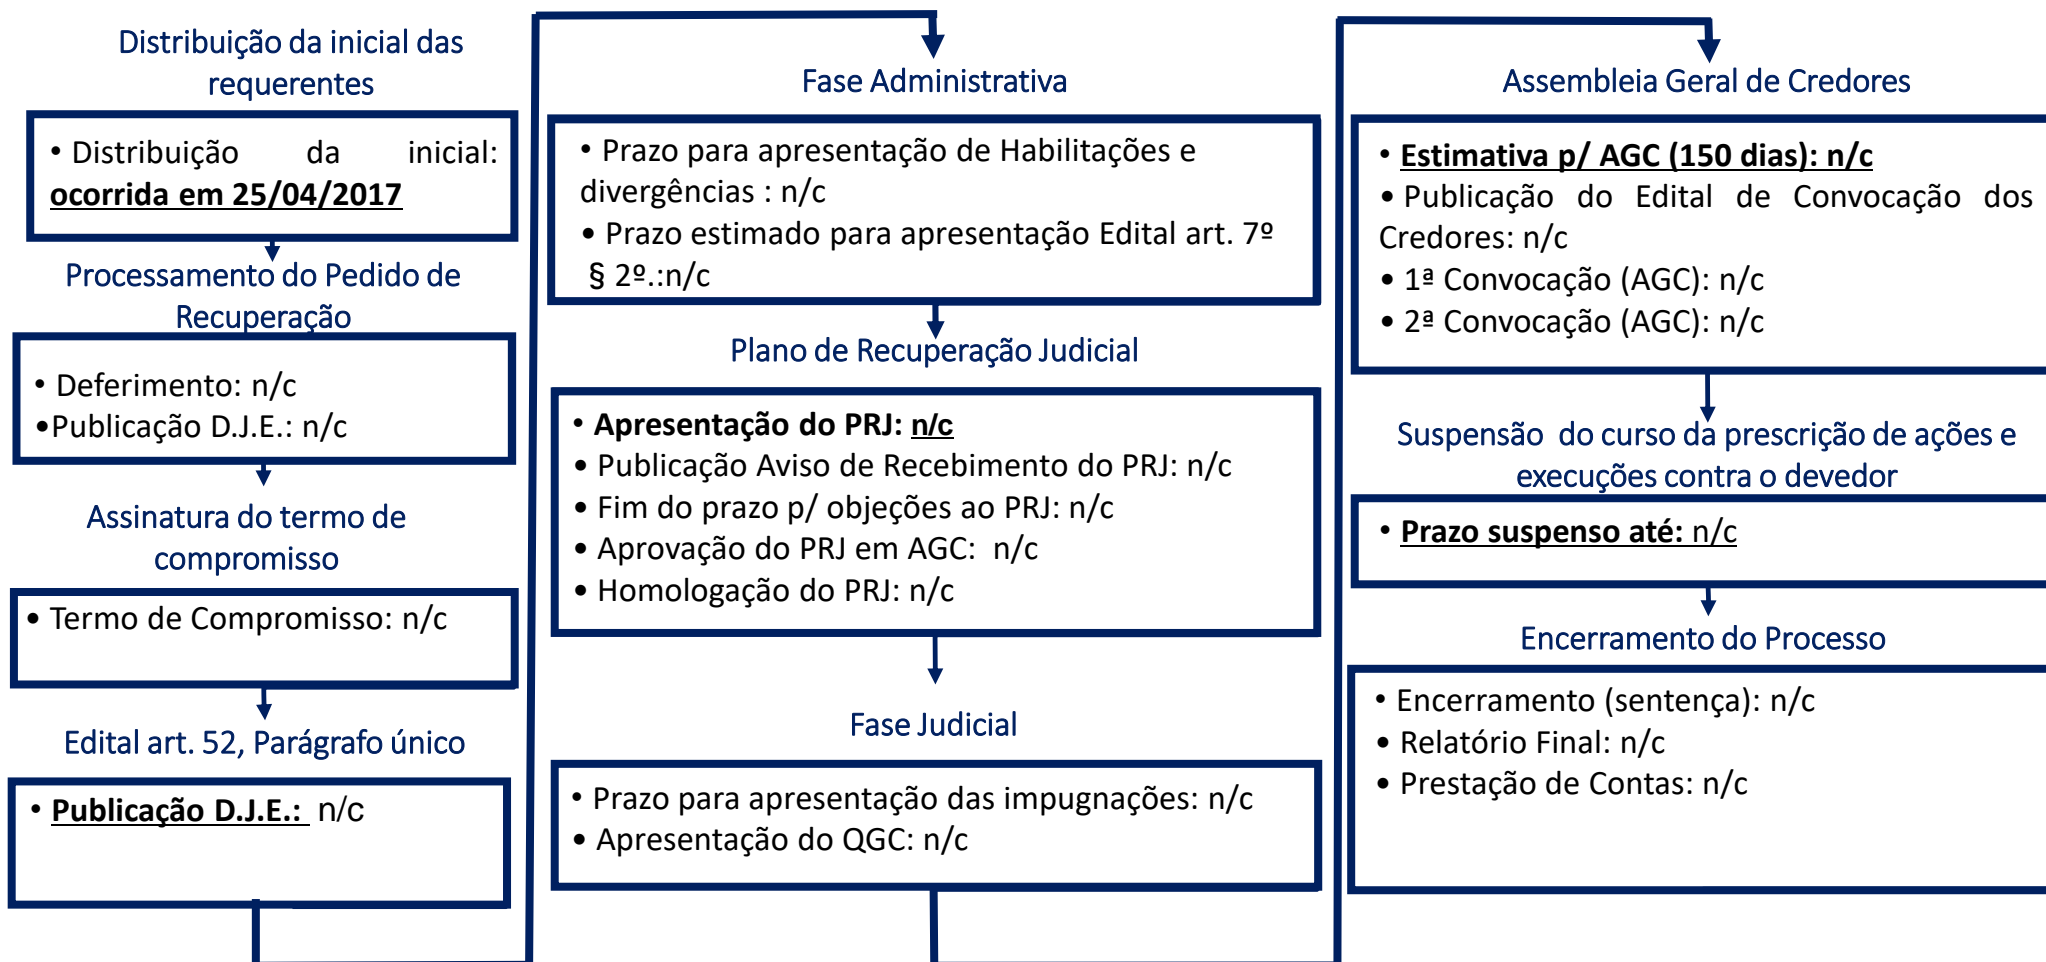 Distribuição da inicial das
requerentes
• Distribuição da inicial:
ocorrida em 25/04/2017
Processamento do Pedido de
Recuperação
• Deferimento: n/c
•Publicação D.J.E.: n/c
Assinatura do termo de
compromisso
• Termo de Compromisso: n/c
Edital art. 52, Parágrafo único
• Publicação D.J.E.: n/c
Fase Administrativa
• Prazo para apresentação de Habilitações e
divergências : n/c
• Prazo estimado para apresentação Edital art. 7º
§ 2º.:n/c
Plano de Recuperação Judicial
• Apresentação do PRJ: n/c
• Publicação Aviso de Recebimento do PRJ: n/c
• Fim do prazo p/ objeções ao PRJ: n/c
• Aprovação do PRJ em AGC: n/c
• Homologação do PRJ: n/c
Fase Judicial
• Prazo para apresentação das impugnações: n/c
• Apresentação do QGC: n/c
Assembleia Geral de Credores
• Estimativa p/ AGC (150 dias): n/c
• Publicação do Edital de Convocação dos
Credores: n/c
• 1ª Convocação (AGC): n/c
• 2ª Convocação (AGC): n/c
Suspensão do curso da prescrição de ações e
execuções contra o devedor
• Prazo suspenso até: n/c
Encerramento do Processo
• Encerramento (sentença): n/c
• Relatório Final: n/c
• Prestação de Contas: n/c